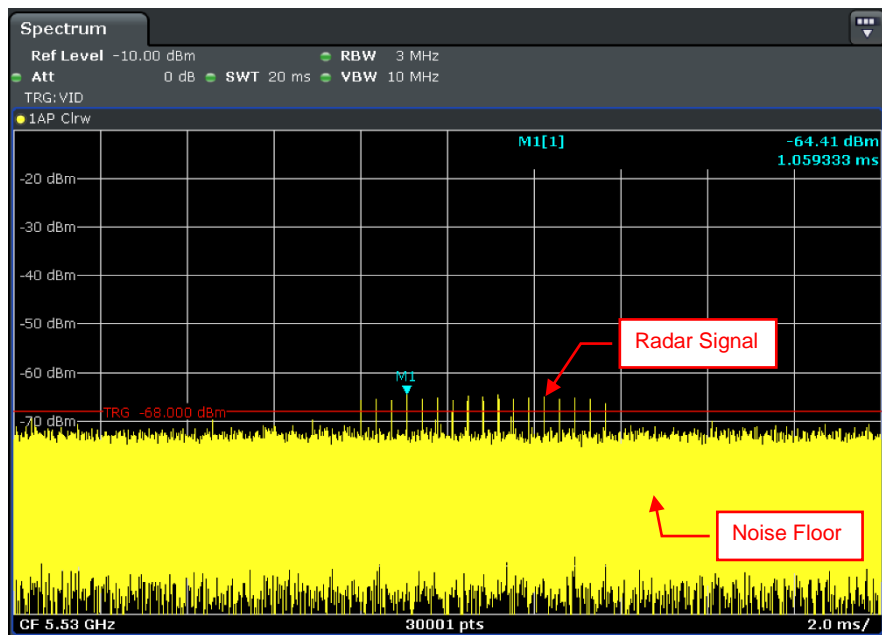 Spectrum
Ref Level -10.00 dBm RBW 3 MHz
Att 0 dB SWT 20 ms VBW 10 MHz
TRG:VID
1AP Clrw
M1[1] -64.41 dBm
1.059333 ms
-20 dBm
-30 dBm
-40 dBm
-50 dBm
Radar Signal
-60 dBm
M1
TRG -68.000 dBm
-70 dBm
Noise Floor
CF 5.53 GHz 30001 pts 2.0 ms/